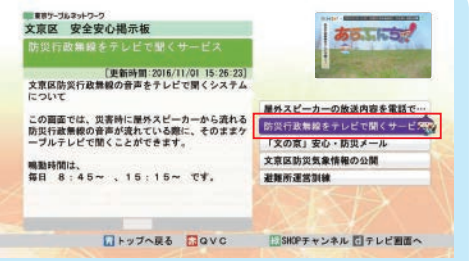 東京ケーブルネットワーク
文京区 安全安心掲示板
防災行政無線をテレビで聞くサービス
[更新時間:2016/11/01 15:26:23]
文京区防災行政無線の音声をテレビで聞くシステム
について
この画面では、災害時に屋外スピーカーから流れる
防災行政無線の音声が流れている際に、そのままケ
ーブルテレビで聞くことができます。
鳴動時間は、
毎日 8:45~ 、15:15~ です。
屋外スピーカーの放送内容を電話で…
防災行政無線をテレビで聞くサービス
「文の京」安心・防災メール
文京区防災気象情報の公開
避難所運営訓練
青 トップへ戻る 赤 QVC 緑 SHOPチャンネル d テレビ画面へ